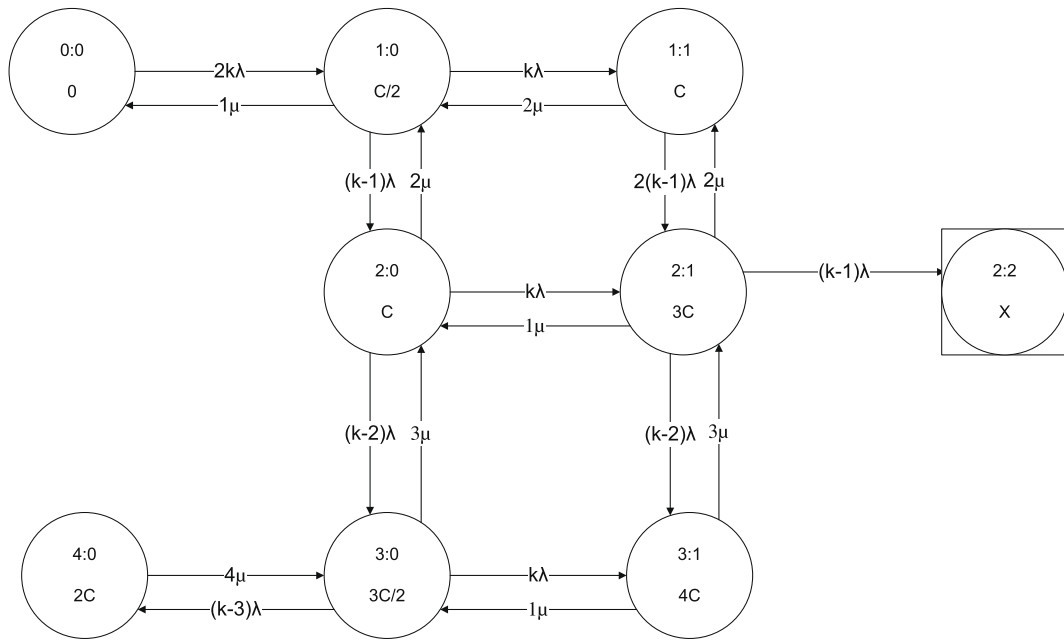 0:0
0
2kλ
1μ
1:0
C/2
kλ
2μ
1:1
C
(k-1)λ
2μ
2(k-1)λ
2μ
2:0
C
kλ
1μ
2:1
3C
(k-1)λ
2:2
X
(k-2)λ
3μ
(k-2)λ
3μ
4:0
2C
4μ
(k-3)λ
3:0
3C/2
kλ
1μ
3:1
4C